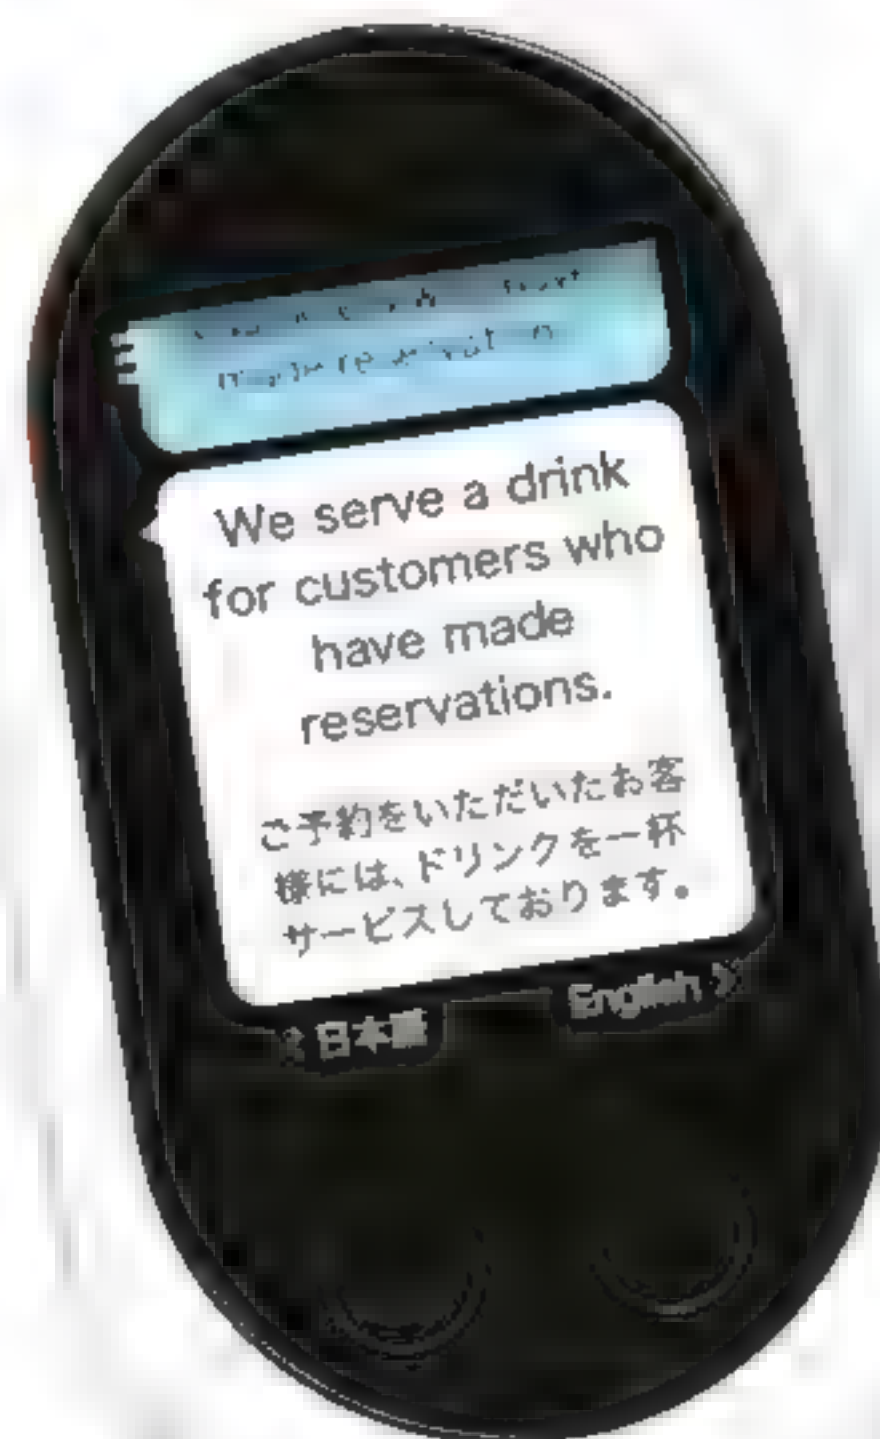 We serve a drink
for customers who
have made
reservations.
ご予約をいただいたお客
様には、ドリンクを一杯
サービスしております。
日本語
English